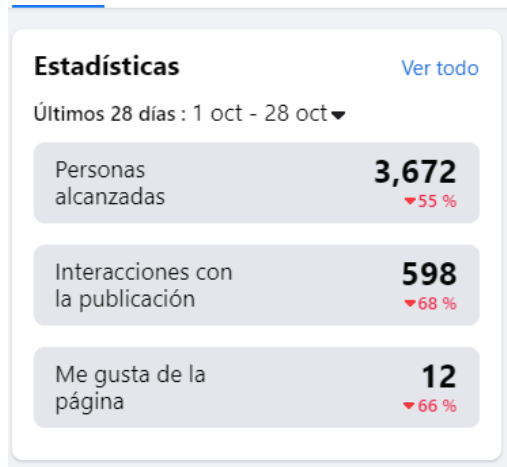 Estadísticas Ver todo
Últimos 28 días : 1 oct - 28 oct
Personas
alcanzadas
3,672
55 %
Interacciones con
la publicación
598
68 %
Me gusta de la
página
12
66 %